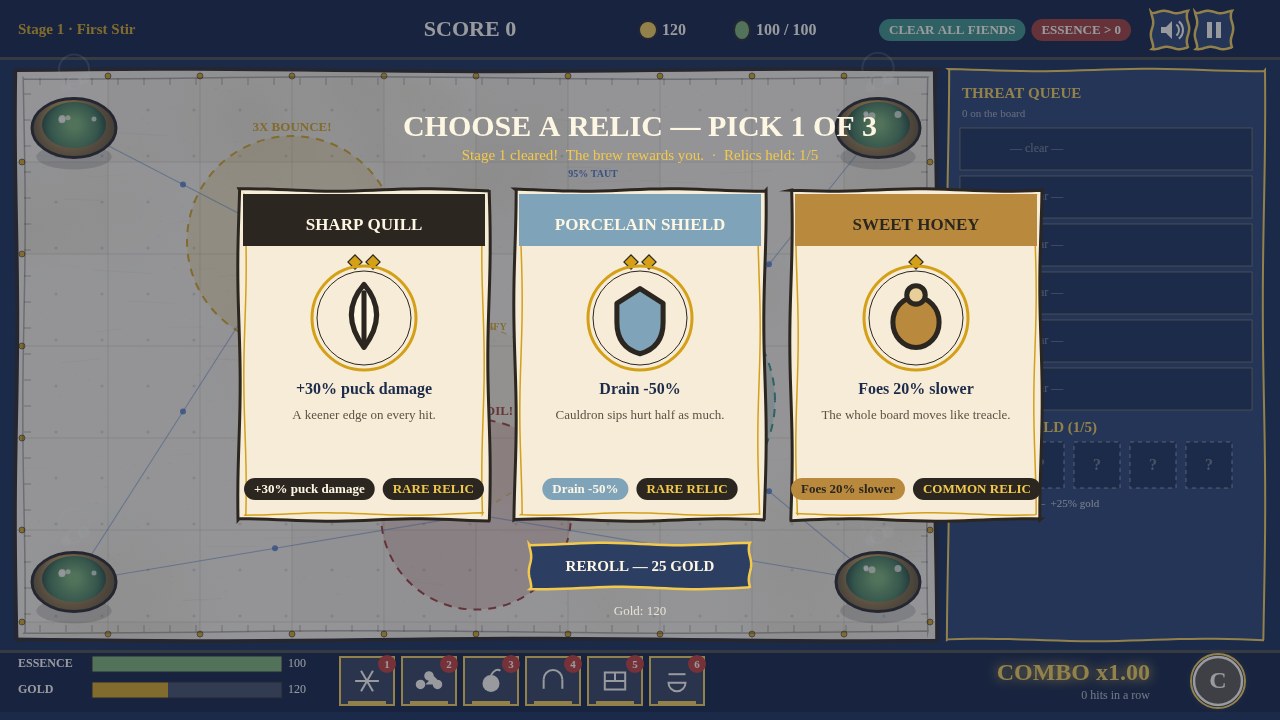 Stage 1 · First Stir
SCORE 0
120
100 / 100
CLEAR ALL FIENDS
ESSENCE > 0
THREAT QUEUE
0 on the board
— clear —
3X BOUNCE!
CHOOSE A RELIC — PICK 1 OF 3
Stage 1 cleared! The brew rewards you. · Relics held: 1/5
95% TAUT
SHARP QUILL
+30% puck damage
A keener edge on every hit.
+30% puck damage
RARE RELIC
PORCELAIN SHIELD
Drain -50%
Cauldron sips hurt half as much.
Drain -50%
RARE RELIC
SWEET HONEY
Foes 20% slower
The whole board moves like treacle.
Foes 20% slower
COMMON RELIC
LD (1/5)
? ? ?
+25% gold
REROLL — 25 GOLD
Gold: 120
ESSENCE 100
GOLD 120
1 2 3 4 5 6
COMBO x1.00
0 hits in a row
C